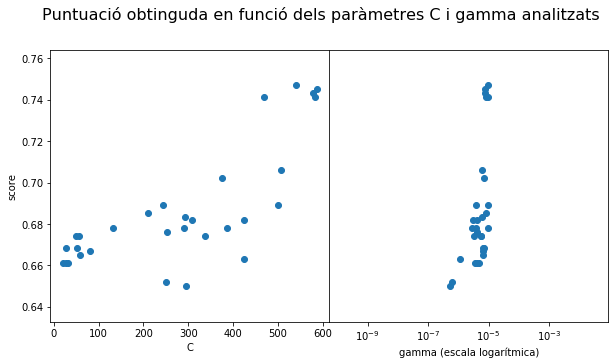 Puntuació obtinguda en funció dels paràmetres C i gamma analitzats
0.76
0.74
0.72
0.70
0.68
0.66
0.64
score
0 100 200 300 400 500 600
C
10⁻⁹ 10⁻⁷ 10⁻⁵ 10⁻³
gamma (escala logarítmica)